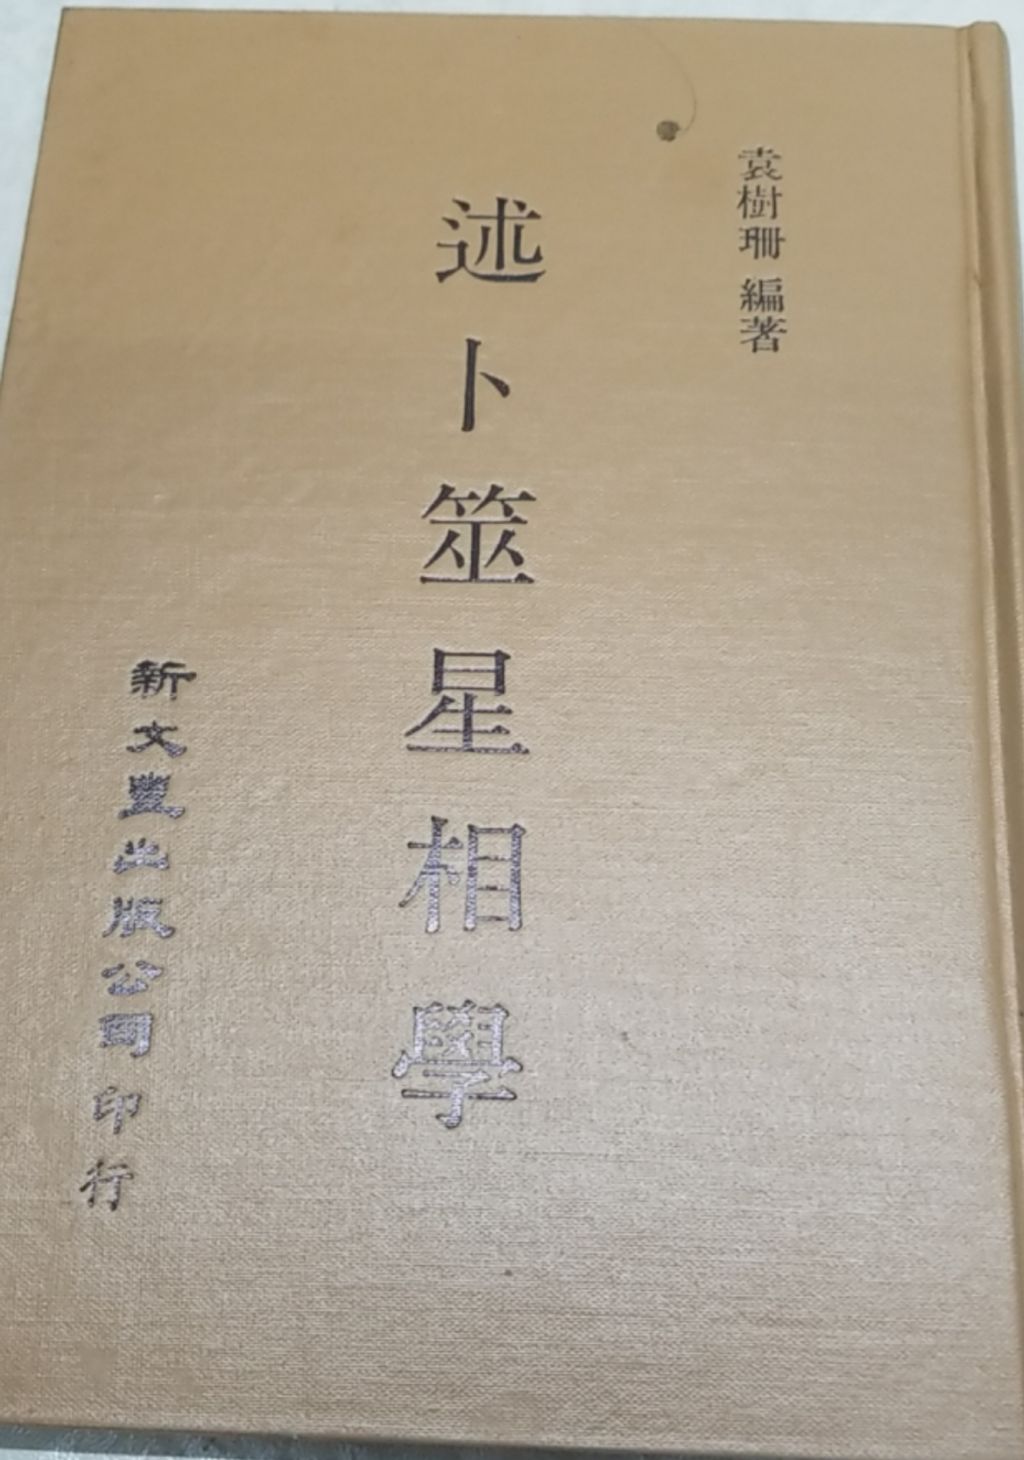 袁樹珊 編著
述卜筮星相學
新文豐出版公司印行